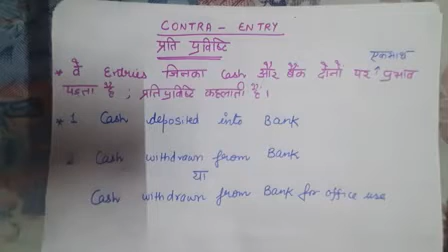 CONTRA - ENTRY
प्रति प्रविष्टि
एकसाथ
* वे Entries जिनका Cash और बैंक दोनों पर ↑ प्रभाव
पड़ता है ; प्रतिप्रविष्टि कहलाती है।
* 1 Cash deposited into Bank
2 Cash withdrawn from Bank
या
Cash withdrawn from Bank for office use